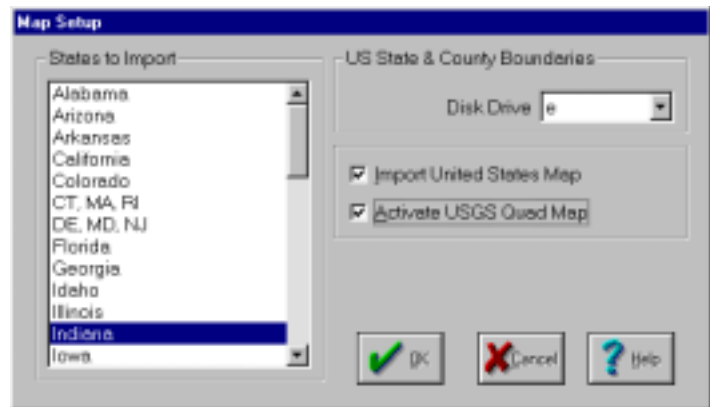 Map Setup
States to Import
Alabama
Arizona
Arkansas
California
Colorado
CT, MA, RI
DE, MD, NJ
Florida
Georgia
Idaho
Illinois
Indiana
Iowa
US State & County Boundaries
Disk Drive e
Import United States Map
Activate USGS Quad Map
OK
Cancel
Help